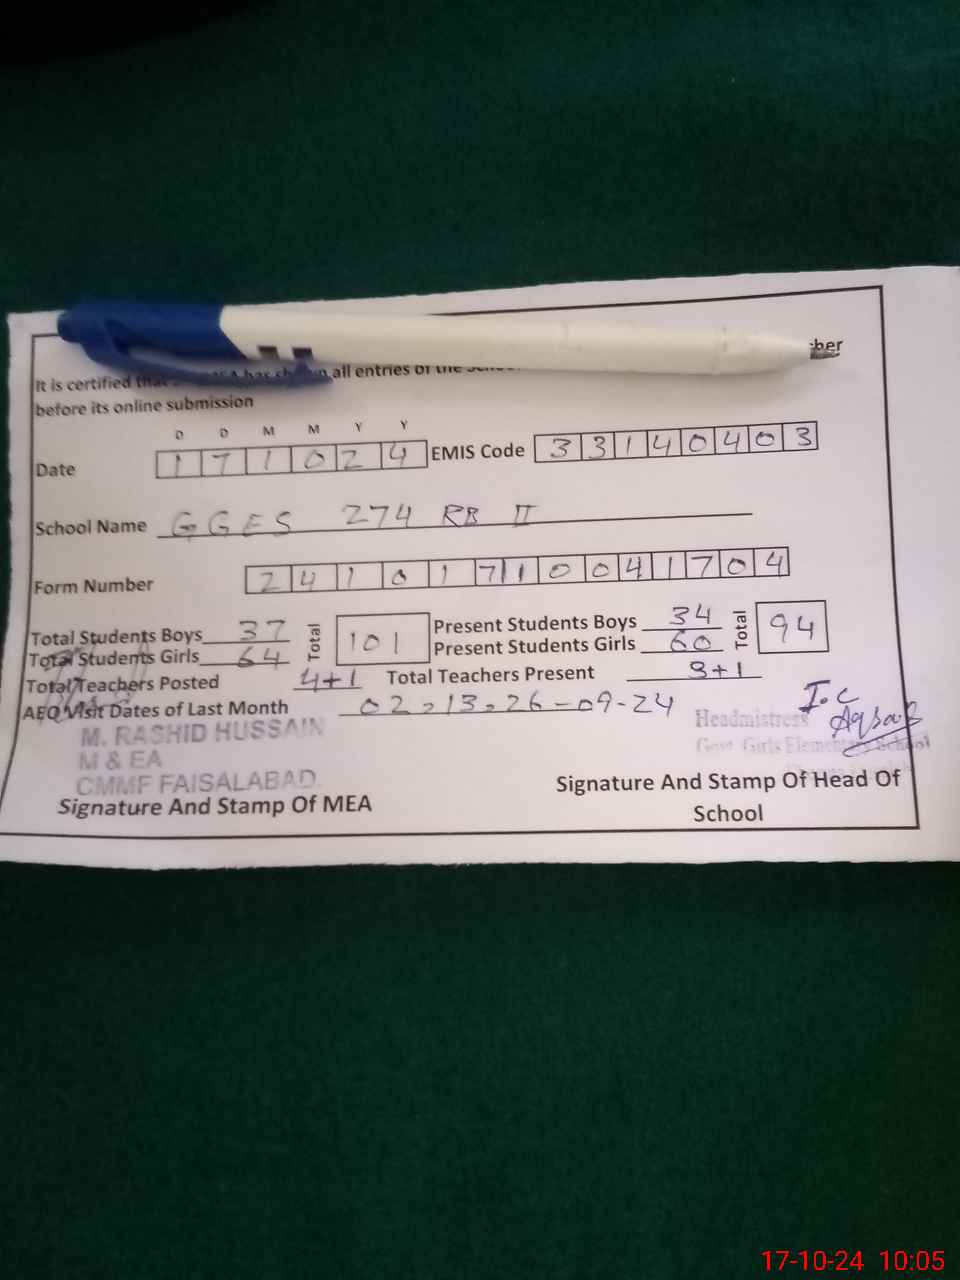 ber
It is certified that has shown all entries of the
before its online submission
D D M M Y Y
Date 1 7 1 0 2 4 EMIS Code 3 3 1 4 0 4 0 3
School Name GGES 274 RB II
Form Number 2 4 1 0 1 7 1 0 0 4 1 7 0 4
Total Students Boys 37 Total 101 Present Students Boys 34 Total 94
Total Students Girls 64 Present Students Girls 60
Total Teachers Posted 4+1 Total Teachers Present 3+1
AEO Visit Dates of Last Month 02,13,26-09-24
I.C
Headmistress
M. RASHID HUSSAIN Govt. Girls Elementary School
M & EA
CMMF FAISALABAD.
Signature And Stamp Of MEA Signature And Stamp Of Head Of
School
17-10-24 10:05